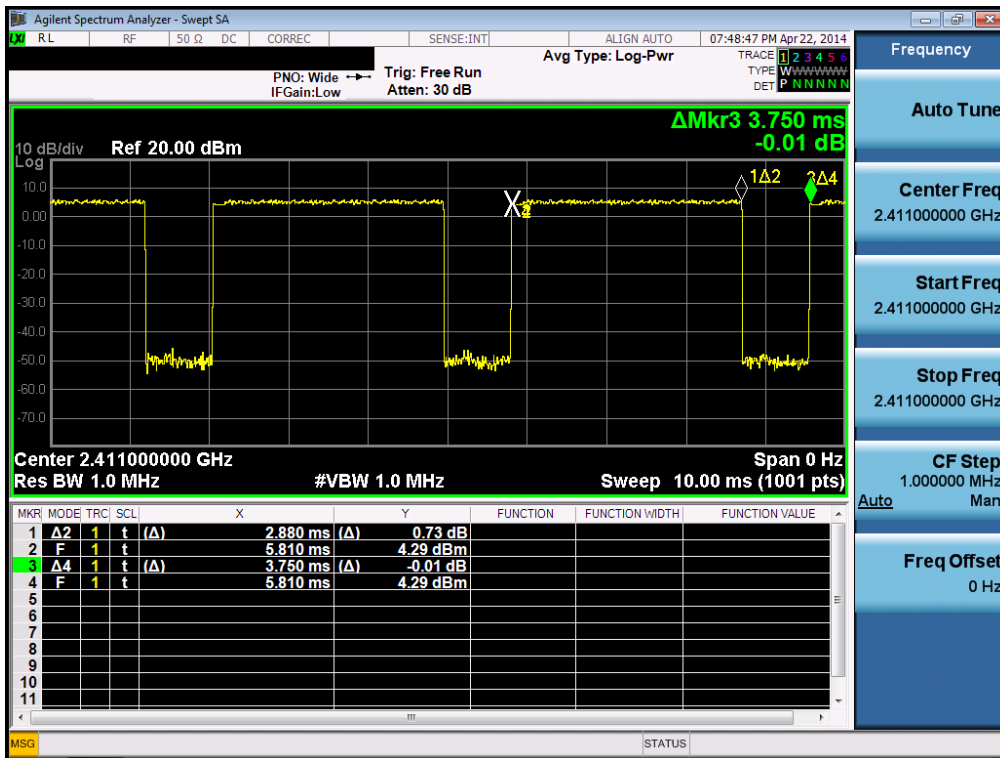 Agilent Spectrum Analyzer - Swept SA
LXI RL RF 50 Ω DC CORREC SENSE:INT ALIGN AUTO 07:48:47 PM Apr 22, 2014
PNO: Wide Trig: Free Run Avg Type: Log-Pwr TRACE 1 2 3 4 5 6
IFGain:Low Atten: 30 dB TYPE WWWWWW
DET P N N N N N
ΔMkr3 3.750 ms
-0.01 dB
10 dB/div Ref 20.00 dBm
Log
1Δ2 3Δ4
10.0
0.00
2
-10.0
-20.0
-30.0
-40.0
-50.0
-60.0
-70.0
Center 2.411000000 GHz Span 0 Hz
Res BW 1.0 MHz #VBW 1.0 MHz Sweep 10.00 ms (1001 pts)
MKR MODE TRC SCL X Y FUNCTION FUNCTION WIDTH FUNCTION VALUE
1 Δ2 1 t (Δ) 2.880 ms (Δ) 0.73 dB
2 F 1 t 5.810 ms 4.29 dBm
3 Δ4 1 t (Δ) 3.750 ms (Δ) -0.01 dB
4 F 1 t 5.810 ms 4.29 dBm
5
6
7
8
9
10
11
MSG STATUS
Frequency
Auto Tune
Center Freq
2.411000000 GHz
Start Freq
2.411000000 GHz
Stop Freq
2.411000000 GHz
CF Step
1.000000 MHz
Auto Man
Freq Offset
0 Hz